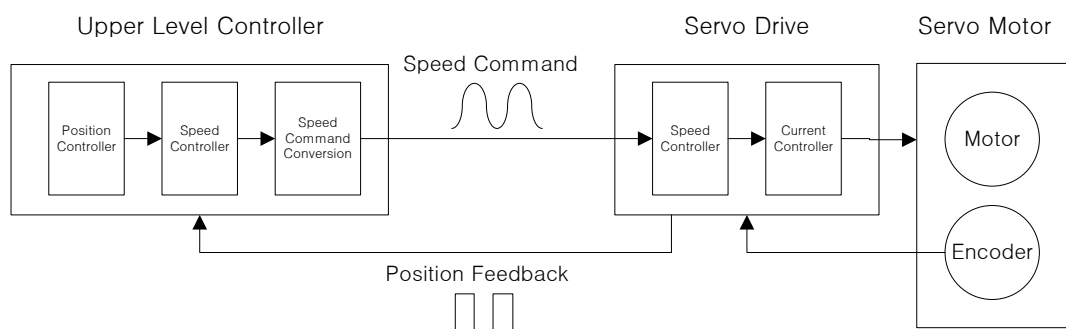 Upper Level Controller
Servo Drive
Servo Motor
Speed Command
Position
Controller
Speed
Controller
Speed
Command
Conversion
Speed
Controller
Current
Controller
Motor
Encoder
Position Feedback